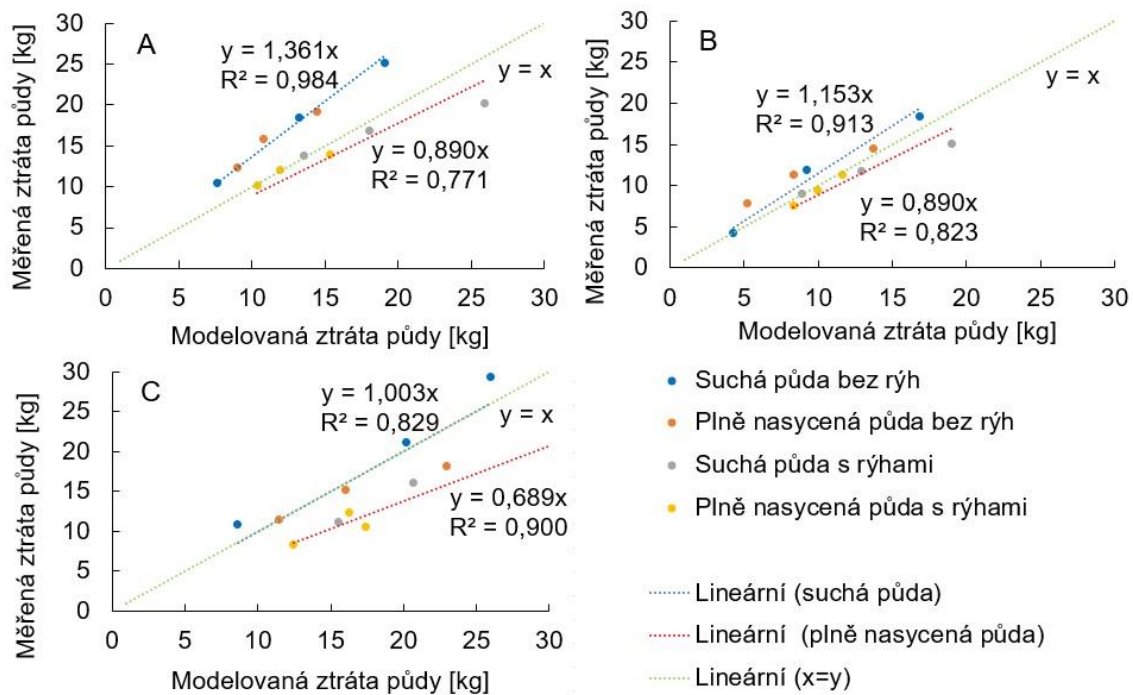 A
30
25
20
15
10
5
0
Měřená ztráta půdy [kg]
y = 1,361x
R² = 0,984
y = x
y = 0,890x
R² = 0,771
0 5 10 15 20 25 30
Modelovaná ztráta půdy [kg]
B
30
25
20
15
10
5
0
Měřená ztráta půdy [kg]
y = x
y = 1,153x
R² = 0,913
y = 0,890x
R² = 0,823
0 5 10 15 20 25 30
Modelovaná ztráta půdy [kg]
C
30
25
20
15
10
5
0
Měřená ztráta půdy [kg]
y = 1,003x
R² = 0,829
y = x
y = 0,689x
R² = 0,900
0 5 10 15 20 25 30
Modelovaná ztráta půdy [kg]
Suchá půda bez rýh
Plně nasycená půda bez rýh
Suchá půda s rýhami
Plně nasycená půda s rýhami
Lineární (suchá půda)
Lineární (plně nasycená půda)
Lineární (x=y)